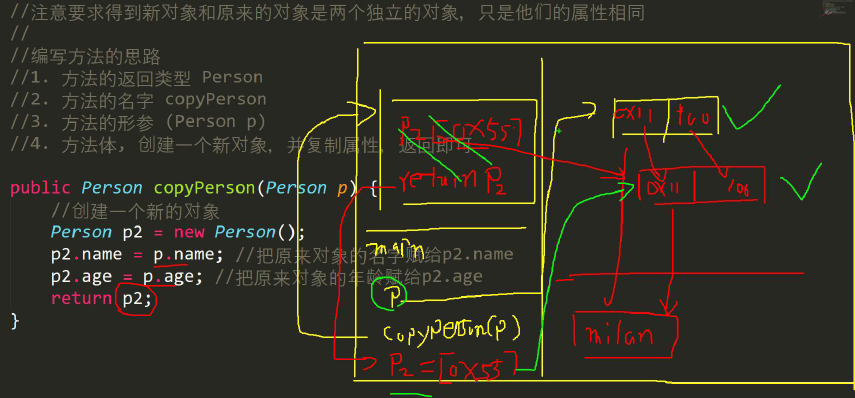 //注意要求得到新对象和原来的对象是两个独立的对象, 只是他们的属性相同
//
//编写方法的思路
//1. 方法的返回类型 Person
//2. 方法的名字 copyPerson
//3. 方法的形参 (Person p)
//4. 方法体, 创建一个新对象, 并复制属性, 返回即可
public Person copyPerson(Person p) {
//创建一个新的对象
Person p2 = new Person();
p2.name = p.name; //把原来对象的名字赋给p2.name
p2.age = p.age; //把原来对象的年龄赋给p2.age
return p2;
}
P2 [0x55]
return P2
main
P
copyperson(p)
P2 = [0x55]
0x11 100
0x11 100
milan